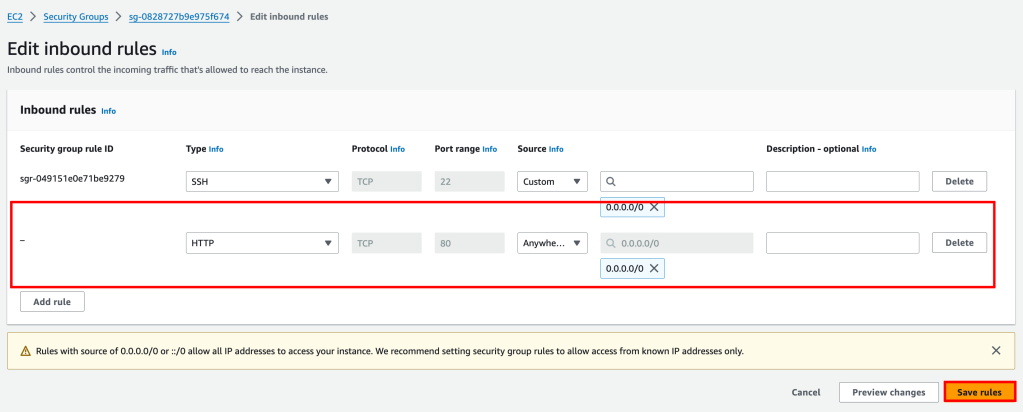 EC2 > Security Groups > sg-0828727b9e975f674 > Edit inbound rules
Edit inbound rules Info
Inbound rules control the incoming traffic that's allowed to reach the instance.
Inbound rules Info
Security group rule ID Type Info Protocol Info Port range Info Source Info Description - optional Info
sgr-049151e0e71be9279 SSH TCP 22 Custom Delete
0.0.0.0/0
– HTTP TCP 80 Anywhe... 0.0.0.0/0 Delete
0.0.0.0/0
Add rule
Rules with source of 0.0.0.0/0 or ::/0 allow all IP addresses to access your instance. We recommend setting security group rules to allow access from known IP addresses only.
Cancel Preview changes Save rules